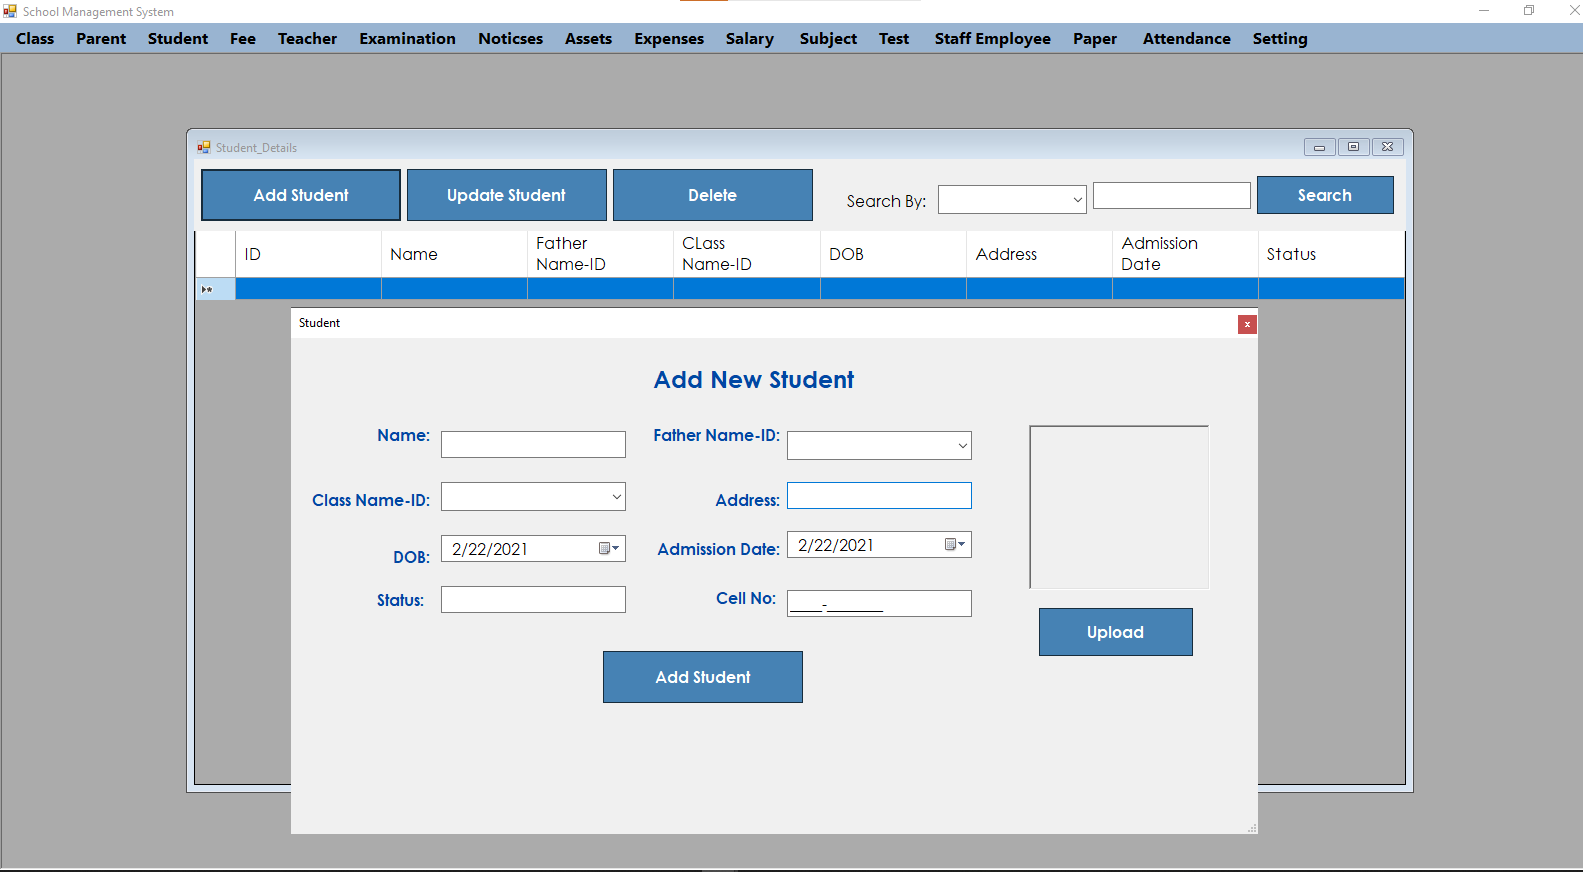 School Management System
Class Parent Student Fee Teacher Examination Noticses Assets Expenses Salary Subject Test Staff Employee Paper Attendance Setting
Student_Details
Add Student Update Student Delete Search By: Search
ID Name Father Name-ID CLass Name-ID DOB Address Admission Date Status
Student
Add New Student
Name: Father Name-ID:
Class Name-ID: Address:
DOB: 2/22/2021 Admission Date: 2/22/2021
Status: Cell No: ____-_______
Upload
Add Student